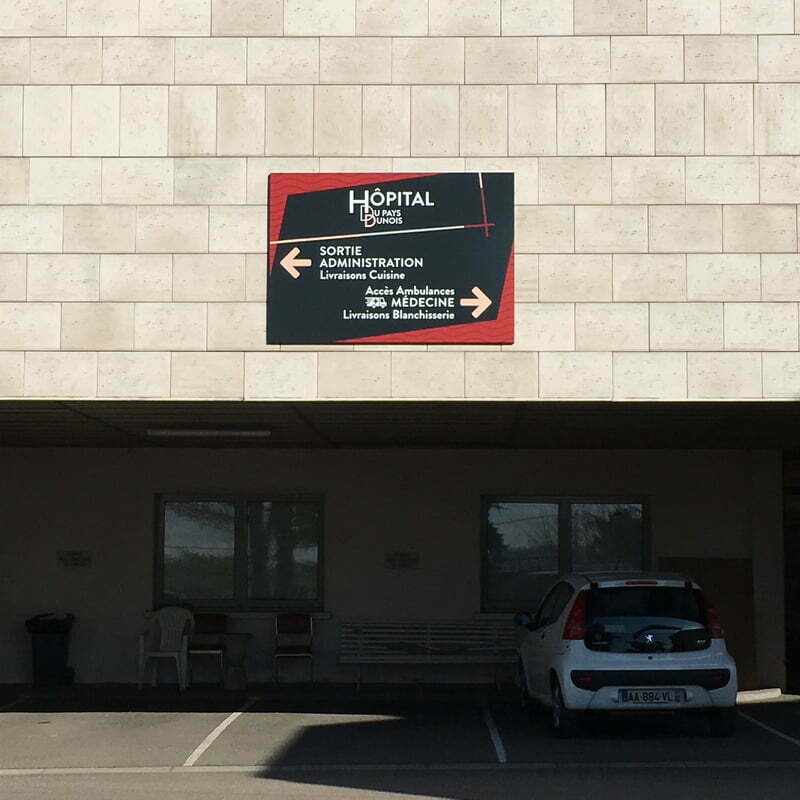 HÔPITAL
DU PAYS
DUNOIS
SORTIE
ADMINISTRATION
Livraisons Cuisine
Accès Ambulances
MÉDECINE
Livraisons Blanchisserie
AA-884-VL